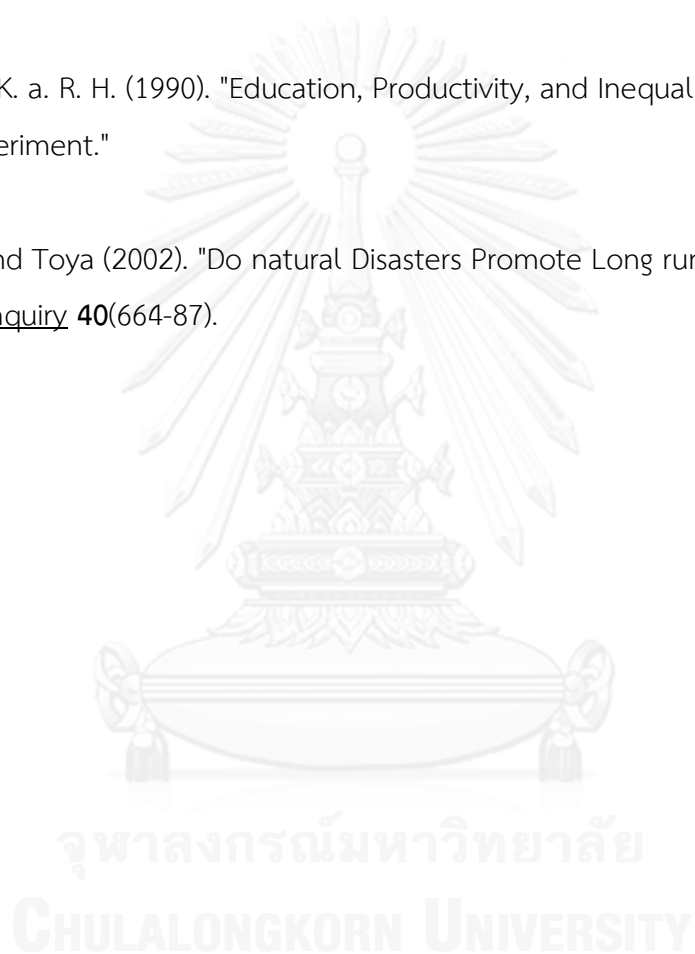 K. a. R. H. (1990). "Education, Productivity, and Inequal
eriment."
nd Toya (2002). "Do natural Disasters Promote Long run
nquiry 40(664-87).
จุฬาลงกรณ์มหาวิทยาลัย
CHULALONGKORN UNIVERSITY